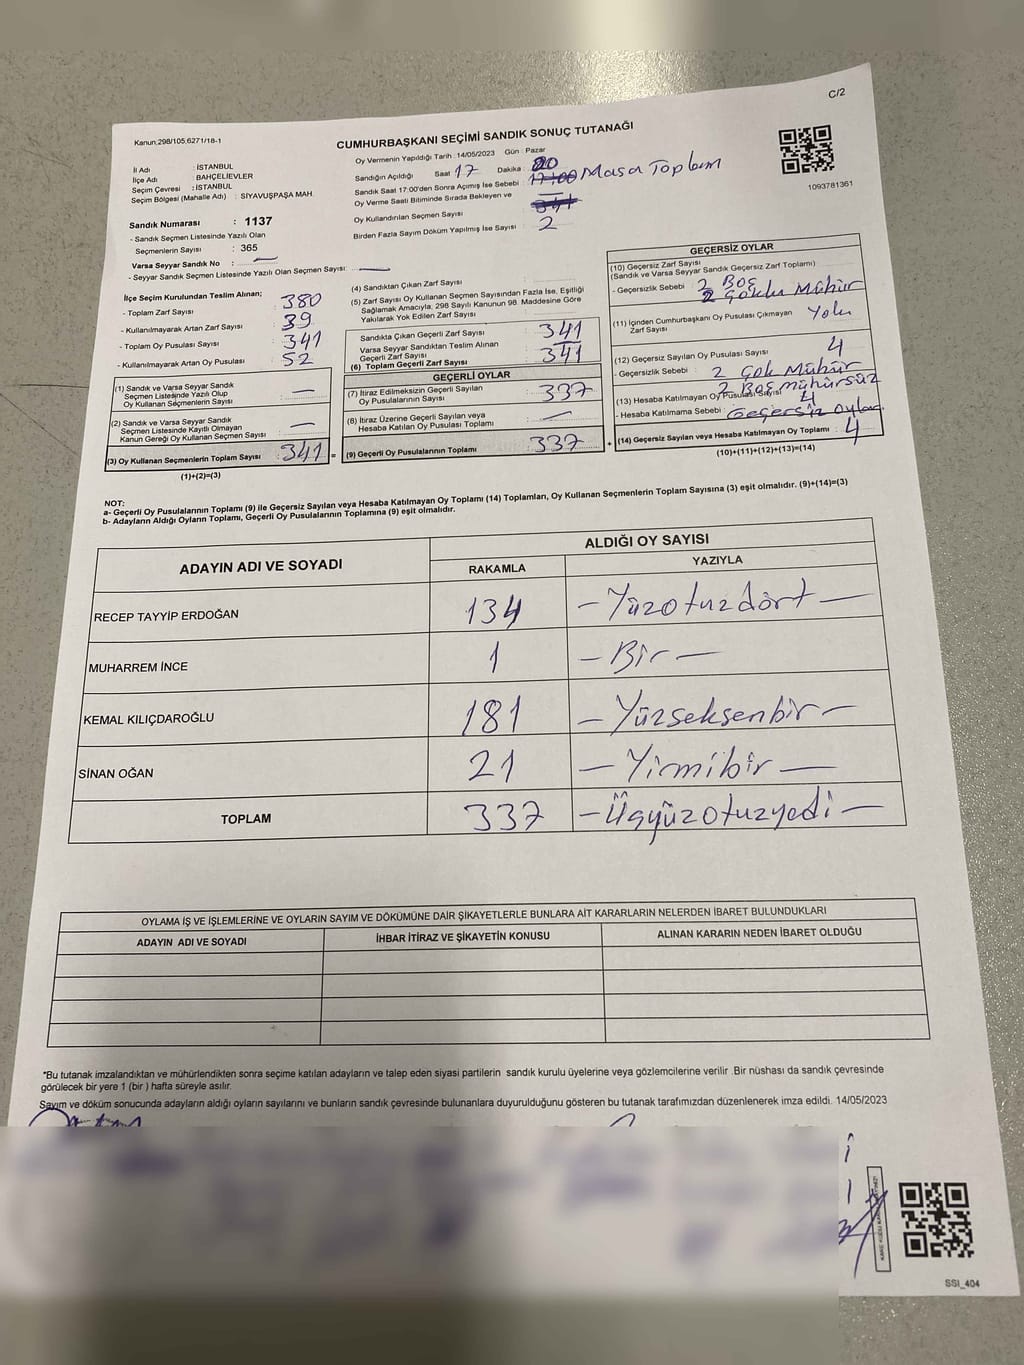 C/2
Kanun;298/105;6271/18-1
CUMHURBAŞKANI SEÇİMİ SANDIK SONUÇ TUTANAĞI
İl Adı : İSTANBUL
İlçe Adı : BAHÇELİEVLER
Seçim Çevresi : İSTANBUL
Seçim Bölgesi (Mahalle Adı) : SİYAVUŞPAŞA MAH.
Oy Vermenin Yapıldığı Tarih : 14/05/2023 Gün : Pazar
Sandığın Açıldığı Saat 17 Dakika : 00
Sandık Saat 17:00'den Sonra Açımış İse Sebebi : 17:00 Masa Toplam
Oy Verme Saati Bitiminde Sırada Bekleyen ve
Oy Kullandırılan Seçmen Sayısı : 341
Birden Fazla Sayım Döküm Yapılmış İse Sayısı : 2
1093781361
Sandık Numarası : 1137
- Sandık Seçmen Listesinde Yazılı Olan
Seçmenlerin Sayısı : 365
Varsa Seyyar Sandık No : —
- Seyyar Sandık Seçmen Listesinde Yazılı Olan Seçmen Sayısı: —
İlçe Seçim Kurulundan Teslim Alınan;
- Toplam Zarf Sayısı : 380
- Kullanılmayarak Artan Zarf Sayısı : 39
- Toplam Oy Pusulası Sayısı : 341
- Kullanılmayarak Artan Oy Pusulası : 52
(1) Sandık ve Varsa Seyyar Sandık
Seçmen Listesinde Yazılı Olup
Oy Kullanan Seçmenlerin Sayısı : —
(2) Sandık ve Varsa Seyyar Sandık
Seçmen Listesinde Kayıtlı Olmayan
Kanun Gereği Oy Kullanan Seçmen Sayısı : —
(3) Oy Kullanan Seçmenlerin Toplam Sayısı : 341 =
(1)+(2)=(3)
(4) Sandıktan Çıkan Zarf Sayısı :
(5) Zarf Sayısı Oy Kullanan Seçmen Sayısından Fazla İse, Eşitliği
Sağlamak Amacıyla; 298 Sayılı Kanunun 98. Maddesine Göre
Yakılarak Yok Edilen Zarf Sayısı :
Sandıkta Çıkan Geçerli Zarf Sayısı : 341
Varsa Seyyar Sandıktan Teslim Alınan
Geçerli Zarf Sayısı : —
(6) Toplam Geçerli Zarf Sayısı : 341
GEÇERLİ OYLAR
(7) İtiraz Edilmeksizin Geçerli Sayılan
Oy Pusulasının Sayısı : 337
(8) İtiraz Üzerine Geçerli Sayılan veya
Hesaba Katılan Oy Pusulası Toplamı : —
(9) Geçerli Oy Pusulalarının Toplamı : 337 +
GEÇERSİZ OYLAR
(10) Geçersiz Zarf Sayısı
(Sandık ve Varsa Seyyar Sandık Geçersiz Zarf Toplamı) :
- Geçersizlik Sebebi : 2 Boş
2 Çoklu Mühür
(11) İçinden Cumhurbaşkanı Oy Pusulası Çıkmayan
Zarf Sayısı : Yok
(12) Geçersiz Sayılan Oy Pusulası Sayısı : 4
- Geçersizlik Sebebi : 2 Çok Mühür
2 Boş mühürsüz
(13) Hesaba Katılmayan Oy Pusulası Sayısı : 4
- Hesaba Katılmama Sebebi : Geçersiz Oylar
(14) Geçersiz Sayılan veya Hesaba Katılmayan Oy Toplamı : 4
(10)+(11)+(12)+(13)=(14)
NOT:
a- Geçerli Oy Pusulalarının Toplamı (9) ile Geçersiz Sayılan veya Hesaba Katılmayan Oy Toplamı (14) Toplamları, Oy Kullanan Seçmenlerin Toplam Sayısına (3) eşit olmalıdır. (9)+(14)=(3)
b- Adayların Aldığı Oyların Toplamı, Geçerli Oy Pusulalarının Toplamına (9) eşit olmalıdır.
ADAYIN ADI VE SOYADI
ALDIĞI OY SAYISI
RAKAMLA YAZIYLA
RECEP TAYYİP ERDOĞAN 134 – Yüzotuzdört –
MUHARREM İNCE 1 – Bir –
KEMAL KILIÇDAROĞLU 181 – Yüzseksenbir –
SİNAN OĞAN 21 – Yirmibir –
TOPLAM 337 – Üçyüzotuzyedi –
OYLAMA İŞ VE İŞLEMLERİNE VE OYLARIN SAYIM VE DÖKÜMÜNE DAİR ŞİKAYETLERLE BUNLARA AİT KARARLARIN NELERDEN İBARET BULUNDUKLARI
ADAYIN ADI VE SOYADI İHBAR İTİRAZ VE ŞİKAYETİN KONUSU ALINAN KARARIN NEDEN İBARET OLDUĞU
*Bu tutanak imzalandıktan ve mühürlendikten sonra seçime katılan adayların ve talep eden siyasi partilerin sandık kurulu üyelerine veya gözlemcilerine verilir .Bir nüshası da sandık çevresinde
görülecek bir yere 1 (bir ) hafta süreyle asılır.
Sayım ve döküm sonucunda adayların aldığı oyların sayılarını ve bunların sandık çevresinde bulunanlara duyurulduğunu gösteren bu tutanak tarafımızdan düzenlenerek imza edildi. 14/05/2023
SSI_404